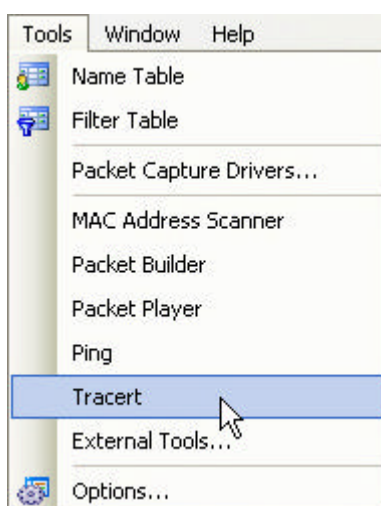 Tools Window Help
Name Table
Filter Table
Packet Capture Drivers...
MAC Address Scanner
Packet Builder
Packet Player
Ping
Tracert
External Tools...
Options...